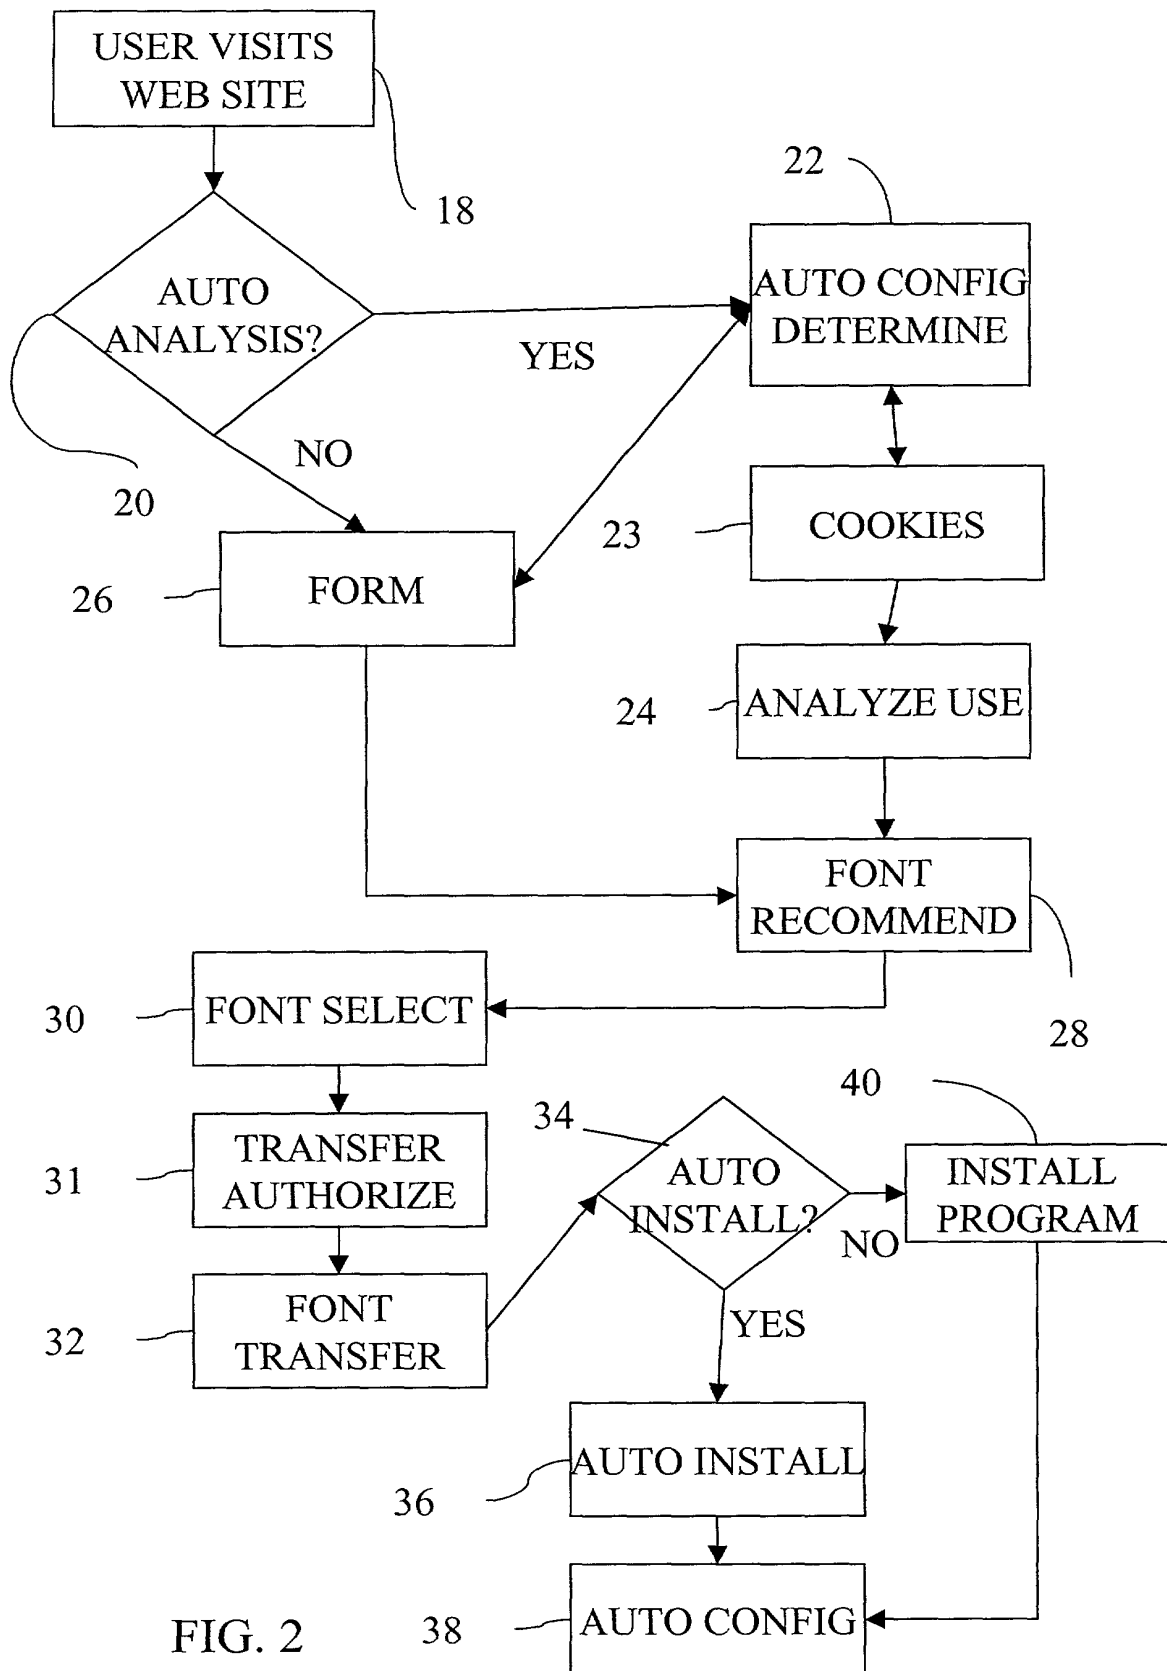 USER VISITS
WEB SITE
18
22
AUTO
ANALYSIS?
AUTO CONFIG
DETERMINE
YES
NO
20
23
COOKIES
26
FORM
24
ANALYZE USE
FONT
RECOMMEND
28
30
FONT SELECT
31
TRANSFER
AUTHORIZE
32
FONT
TRANSFER
34
AUTO
INSTALL?
40
INSTALL
PROGRAM
NO
YES
36
AUTO INSTALL
38
AUTO CONFIG
FIG. 2